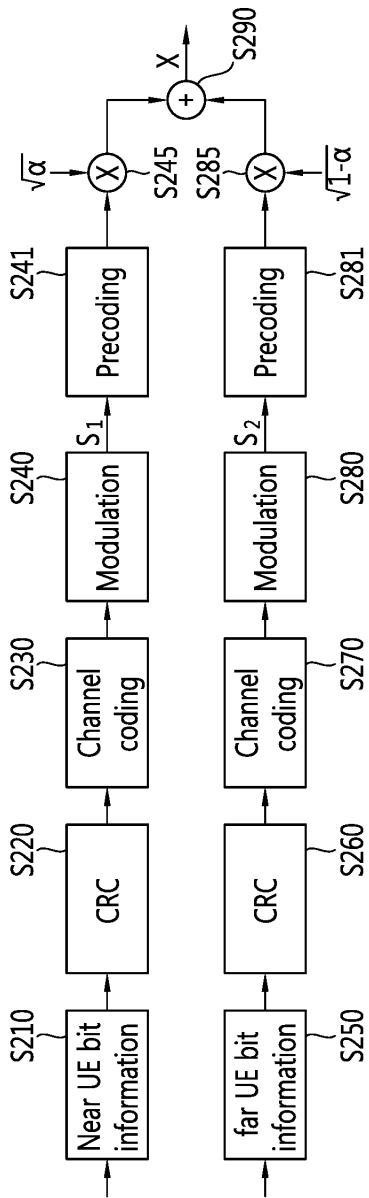 S210
S220
S230
S240
S241
√α
Near UE bit
information
CRC
Channel
coding
Modulation
S1
Precoding
X
S245
+
X
S290
far UE bit
information
CRC
Channel
coding
Modulation
S2
Precoding
X
S285
√1-α
S250
S260
S270
S280
S281